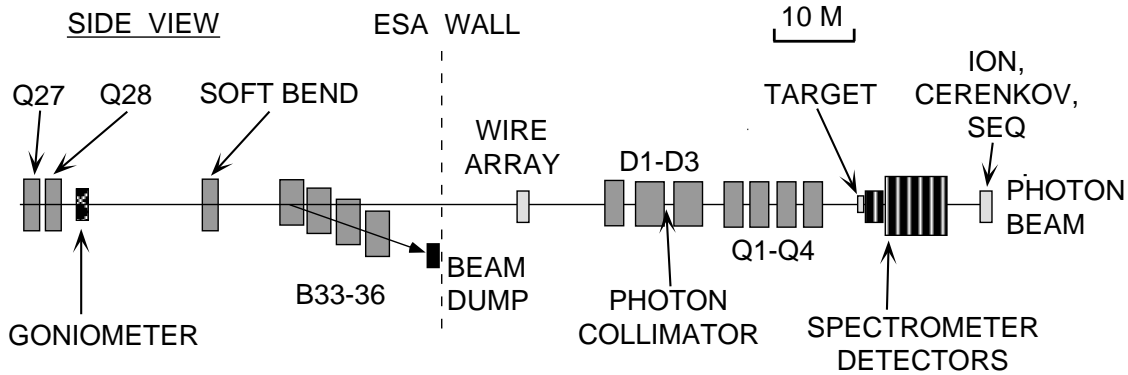 SIDE VIEW
ESA WALL
10 M
Q27
Q28
SOFT BEND
WIRE
ARRAY
D1-D3
TARGET
ION,
CERENKOV,
SEQ
PHOTON
BEAM
GONIOMETER
B33-36
BEAM
DUMP
PHOTON
COLLIMATOR
Q1-Q4
SPECTROMETER
DETECTORS